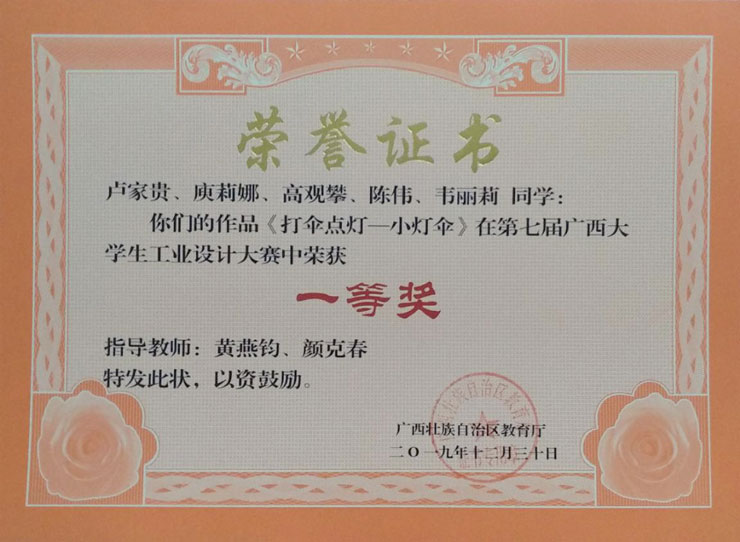 荣誉证书
卢家贵、庾莉娜、高观攀、陈伟、韦丽莉 同学：
你们的作品《打伞点灯—小灯伞》在第七届广西大
学生工业设计大赛中荣获
一等奖
指导教师：黄燕钧、颜克春
特发此状，以资鼓励。
广西壮族自治区教育厅
二〇一九年十二月三十日